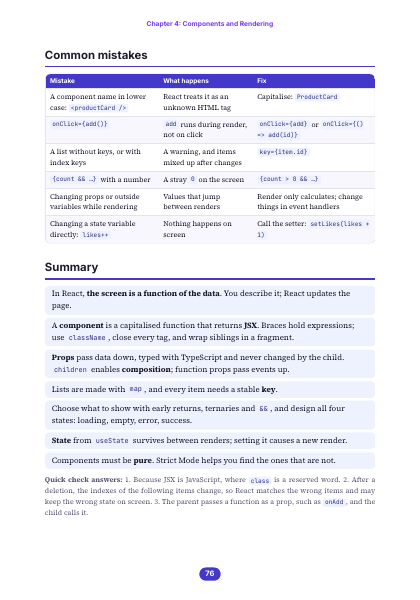 Chapter 4: Components and Rendering
Common mistakes
Mistake What happens Fix
A component name in lower case: <productCard /> React treats it as an unknown HTML tag Capitalise: ProductCard
onClick={add()} add runs during render, not on click onClick={add} or onClick={() => add(id)}
A list without keys, or with index keys A warning, and items mixed up after changes key={item.id}
{count && …} with a number A stray 0 on the screen {count > 0 && …}
Changing props or outside variables while rendering Values that jump between renders Render only calculates; change things in event handlers
Changing a state variable directly: likes++ Nothing happens on screen Call the setter: setLikes(likes + 1)
Summary
In React, the screen is a function of the data. You describe it; React updates the
page.
A component is a capitalised function that returns JSX. Braces hold expressions;
use className , close every tag, and wrap siblings in a fragment.
Props pass data down, typed with TypeScript and never changed by the child.
children enables composition; function props pass events up.
Lists are made with map , and every item needs a stable key.
Choose what to show with early returns, ternaries and && , and design all four
states: loading, empty, error, success.
State from useState survives between renders; setting it causes a new render.
Components must be pure. Strict Mode helps you find the ones that are not.
Quick check answers: 1. Because JSX is JavaScript, where class is a reserved word. 2. After a
deletion, the indexes of the following items change, so React matches the wrong items and may
keep the wrong state on screen. 3. The parent passes a function as a prop, such as onAdd , and the
child calls it.
76